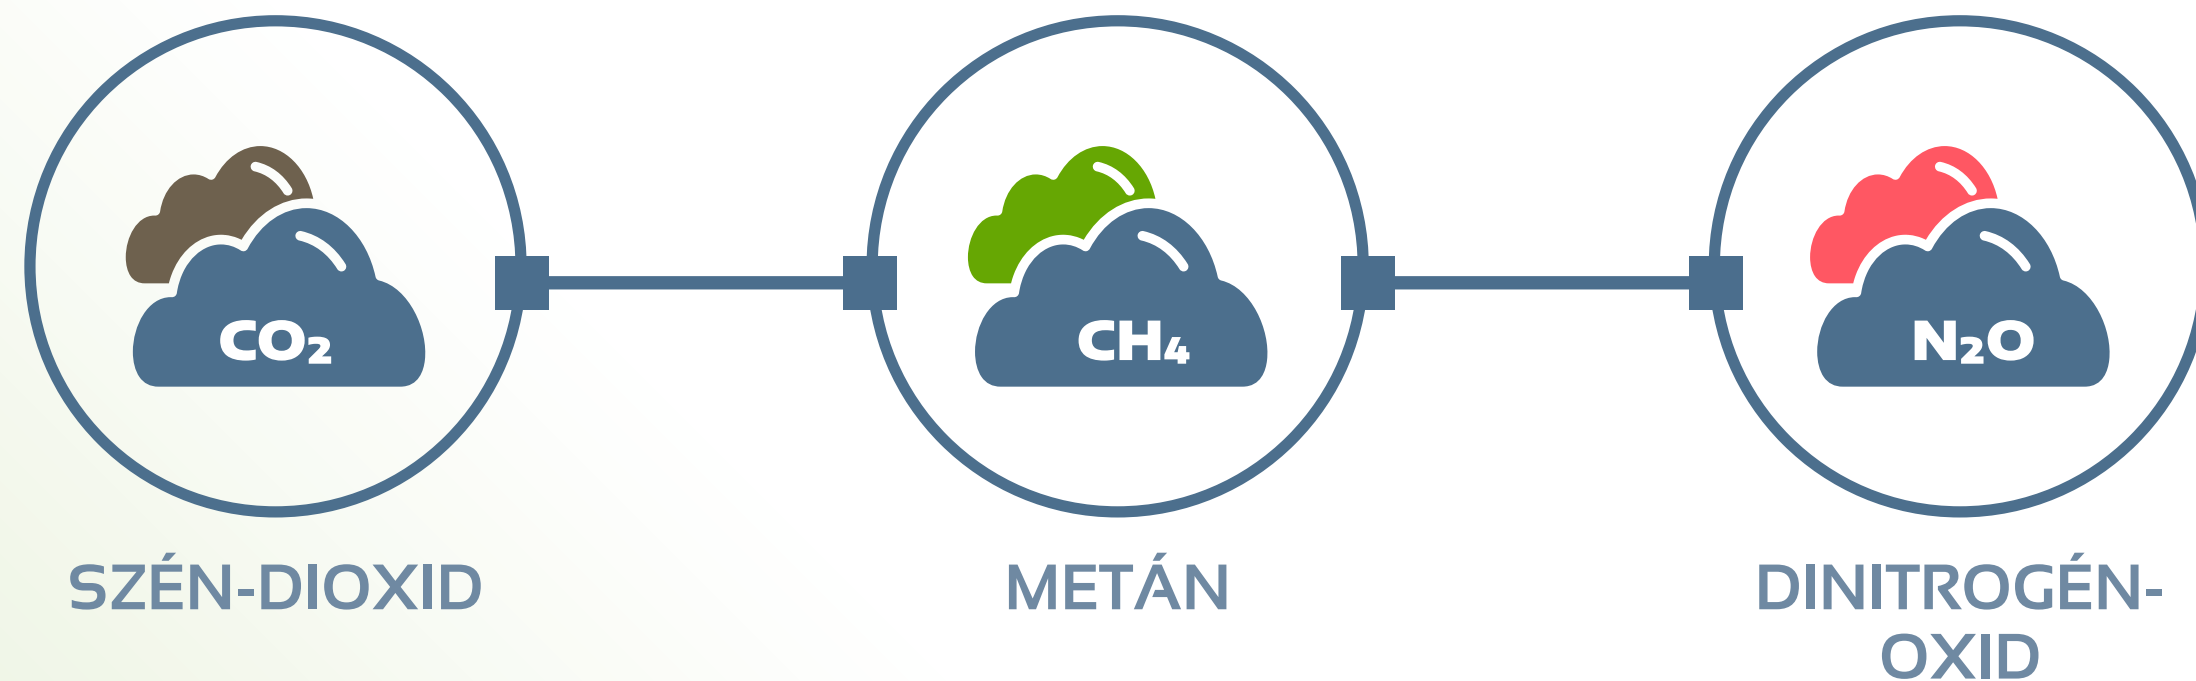 CO₂
CH₄
N₂O
SZÉN-DIOXID
METÁN
DINITROGÉN-
OXID